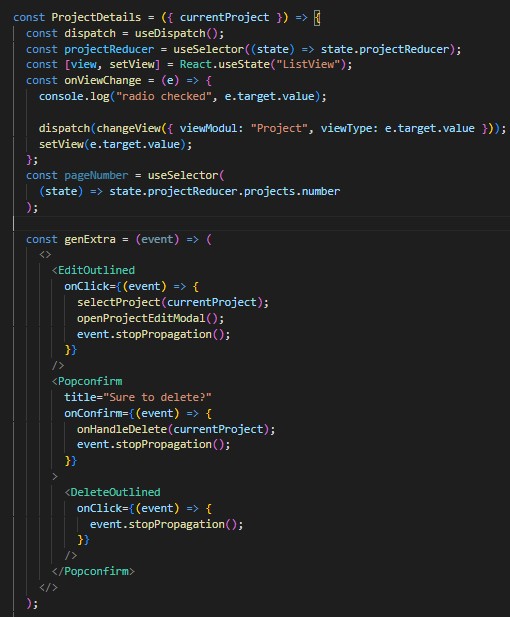 const ProjectDetails = ({ currentProject }) => {
  const dispatch = useDispatch();
  const projectReducer = useSelector((state) => state.projectReducer);
  const [view, setView] = React.useState("ListView");
  const onViewChange = (e) => {
    console.log("radio checked", e.target.value);

    dispatch(changeView({ viewModul: "Project", viewType: e.target.value }));
    setView(e.target.value);
  };
  const pageNumber = useSelector(
    (state) => state.projectReducer.projects.number
  );

  const genExtra = (event) => (
    <>
      <EditOutlined
        onClick={(event) => {
          selectProject(currentProject);
          openProjectEditModal();
          event.stopPropagation();
        }}
      />
      <Popconfirm
        title="Sure to delete?"
        onConfirm={(event) => {
          onHandleDelete(currentProject);
          event.stopPropagation();
        }}
      >
        <DeleteOutlined
          onClick={(event) => {
            event.stopPropagation();
          }}
        />
      </Popconfirm>
    </>
  );